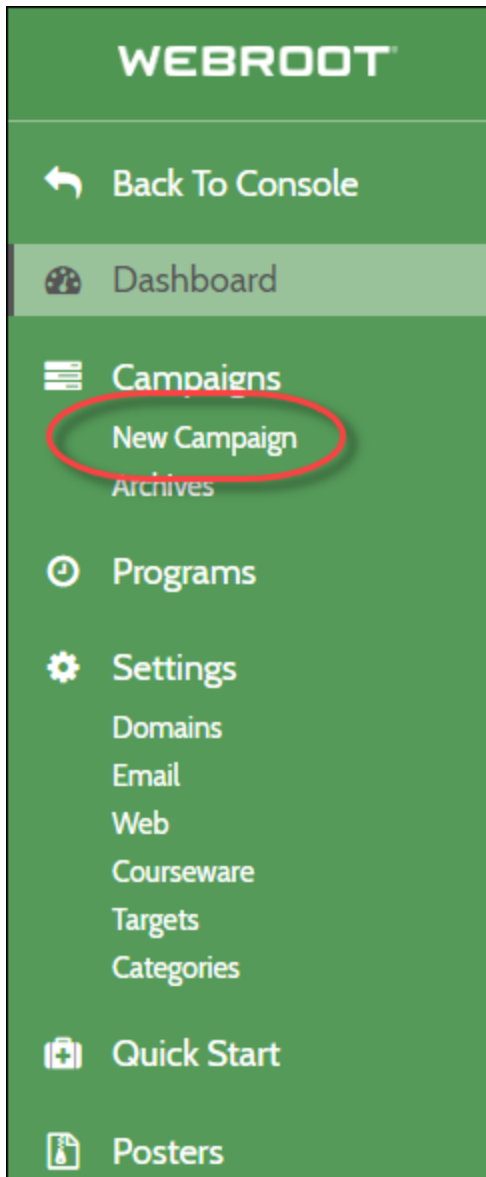 WEBROOT
Back To Console
Dashboard
Campaigns
New Campaign
Archives
Programs
Settings
Domains
Email
Web
Courseware
Targets
Categories
Quick Start
Posters